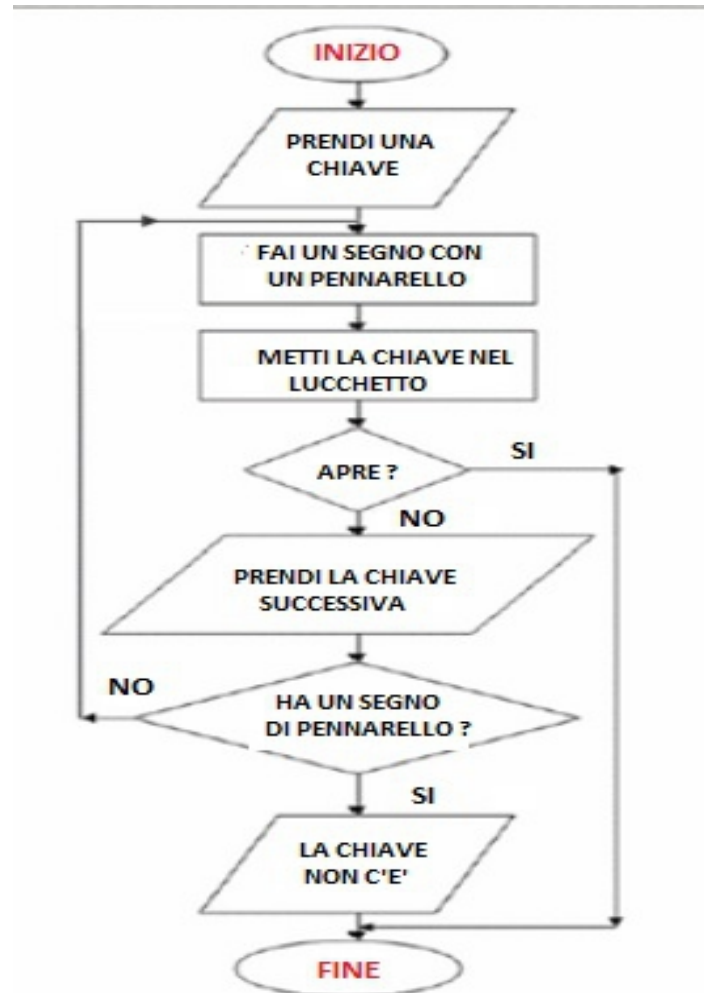 INIZIO
PRENDI UNA
CHIAVE
FAI UN SEGNO CON
UN PENNARELLO
METTI LA CHIAVE NEL
LUCCHETTO
APRE ?
SI
NO
PRENDI LA CHIAVE
SUCCESSIVA
NO
HA UN SEGNO
DI PENNARELLO ?
SI
LA CHIAVE
NON C'E'
FINE